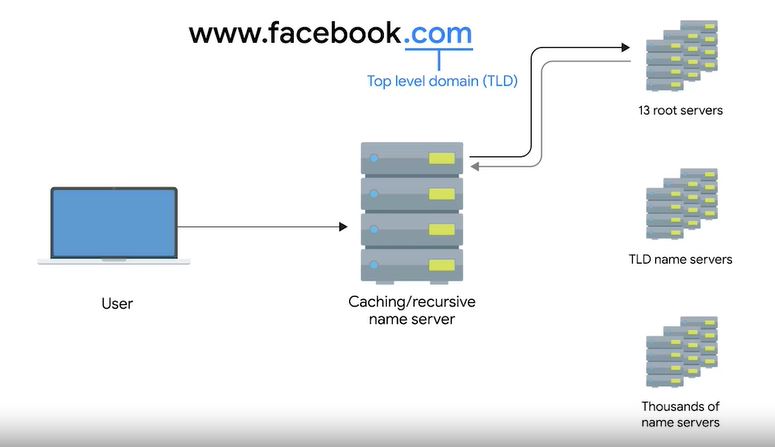 www.facebook.com
Top level domain (TLD)
13 root servers
TLD name servers
User
Caching/recursive
name server
Thousands of
name servers